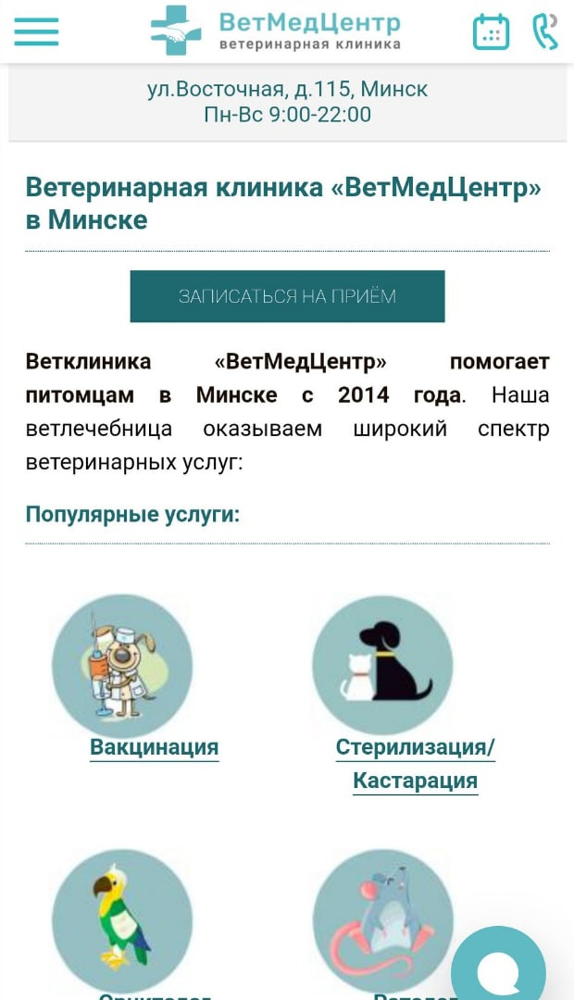 ВетМедЦентр
ветеринарная клиника
ул.Восточная, д.115, Минск
Пн-Вс 9:00-22:00
Ветеринарная клиника «ВетМедЦентр»
в Минске
ЗАПИСАТЬСЯ НА ПРИЁМ
Ветклиника «ВетМедЦентр» помогает
питомцам в Минске с 2014 года. Наша
ветлечебница оказываем широкий спектр
ветеринарных услуг:
Популярные услуги:
Вакцинация
Стерилизация/
Кастарация